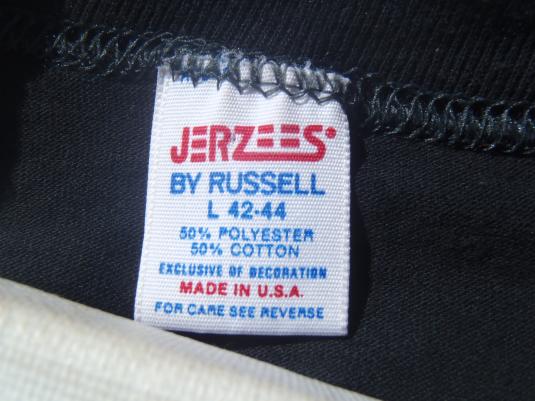 JERZEES
BY RUSSELL
L 42-44
50% POLYESTER
50% COTTON
EXCLUSIVE OF DECORATION
MADE IN U.S.A.
FOR CARE SEE REVERSE